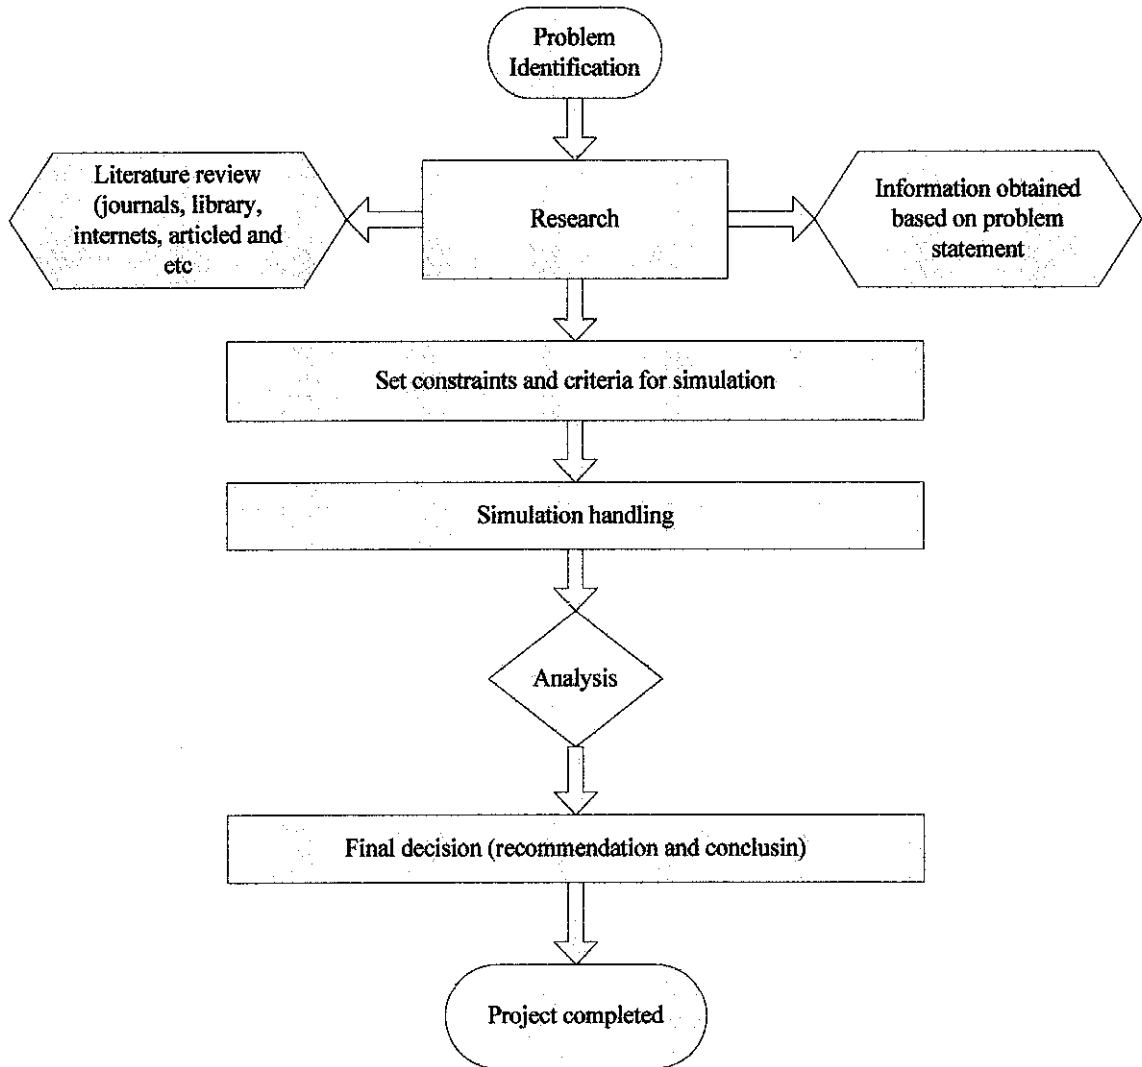 Problem
Identification
Literature review
(journals, library,
internets, articled and
etc
Research
Information obtained
based on problem
statement
Set constraints and criteria for simulation
Simulation handling
Analysis
Final decision (recommendation and conclusin)
Project completed